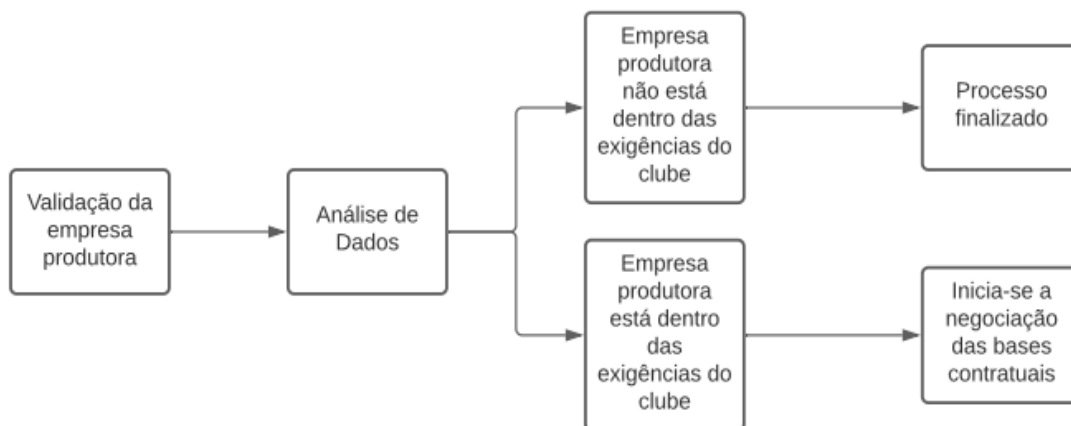 Validação da
empresa
produtora
Análise de
Dados
Empresa
produtora
não está
dentro das
exigências do
clube
Processo
finalizado
Empresa
produtora
está dentro
das
exigências do
clube
Inicia-se a
negociação
das bases
contratuais